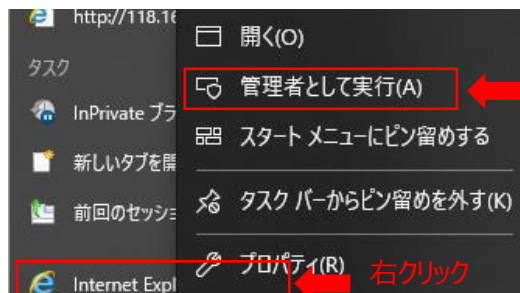 http://118.16
タスク
InPrivate ブラ
新しいタブを開
前回のセッショ
Internet Expl
開く(O)
管理者として実行(A)
スタート メニューにピン留めする
タスク バーからピン留めを外す(K)
プロパティ(R)
右クリック